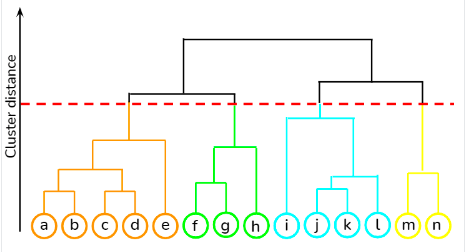 Cluster distance
a b c d e f g h i j k l m n